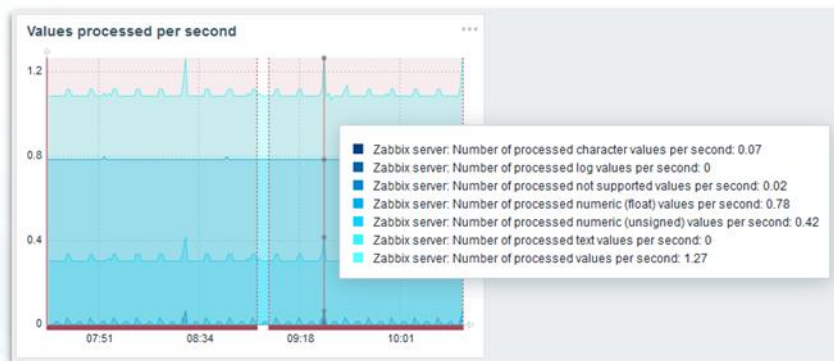 Values processed per second
1.2
0.8
0.4
0
07:51 08:34 09:18 10:01
Zabbix server: Number of processed character values per second: 0.07
Zabbix server: Number of processed log values per second: 0
Zabbix server: Number of processed not supported values per second: 0.02
Zabbix server: Number of processed numeric (float) values per second: 0.78
Zabbix server: Number of processed numeric (unsigned) values per second: 0.42
Zabbix server: Number of processed text values per second: 0
Zabbix server: Number of processed values per second: 1.27